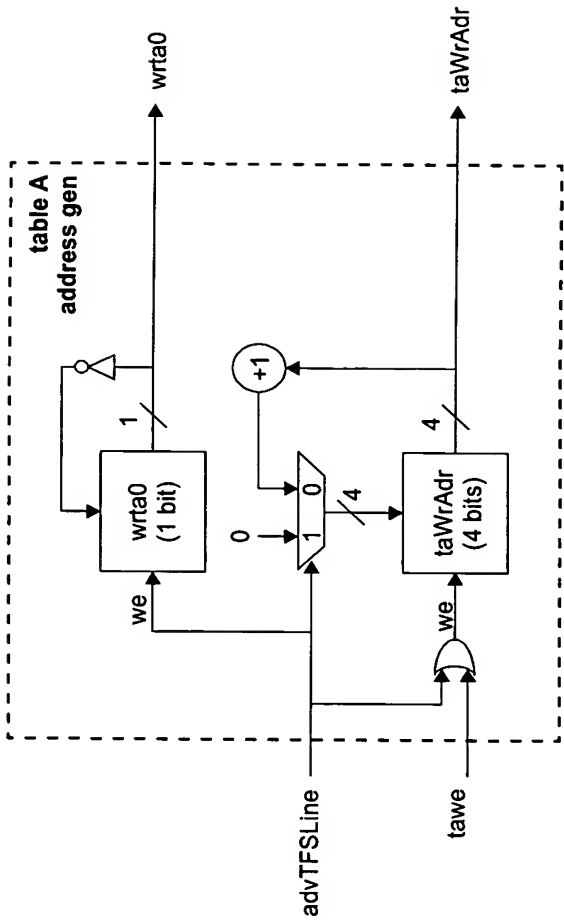 table A
address gen
wrta0
1
wrta0
(1 bit)
we
+1
0
1 0
4
taWrAdr
4
taWrAdr
(4 bits)
we
advTFSLine
tawe